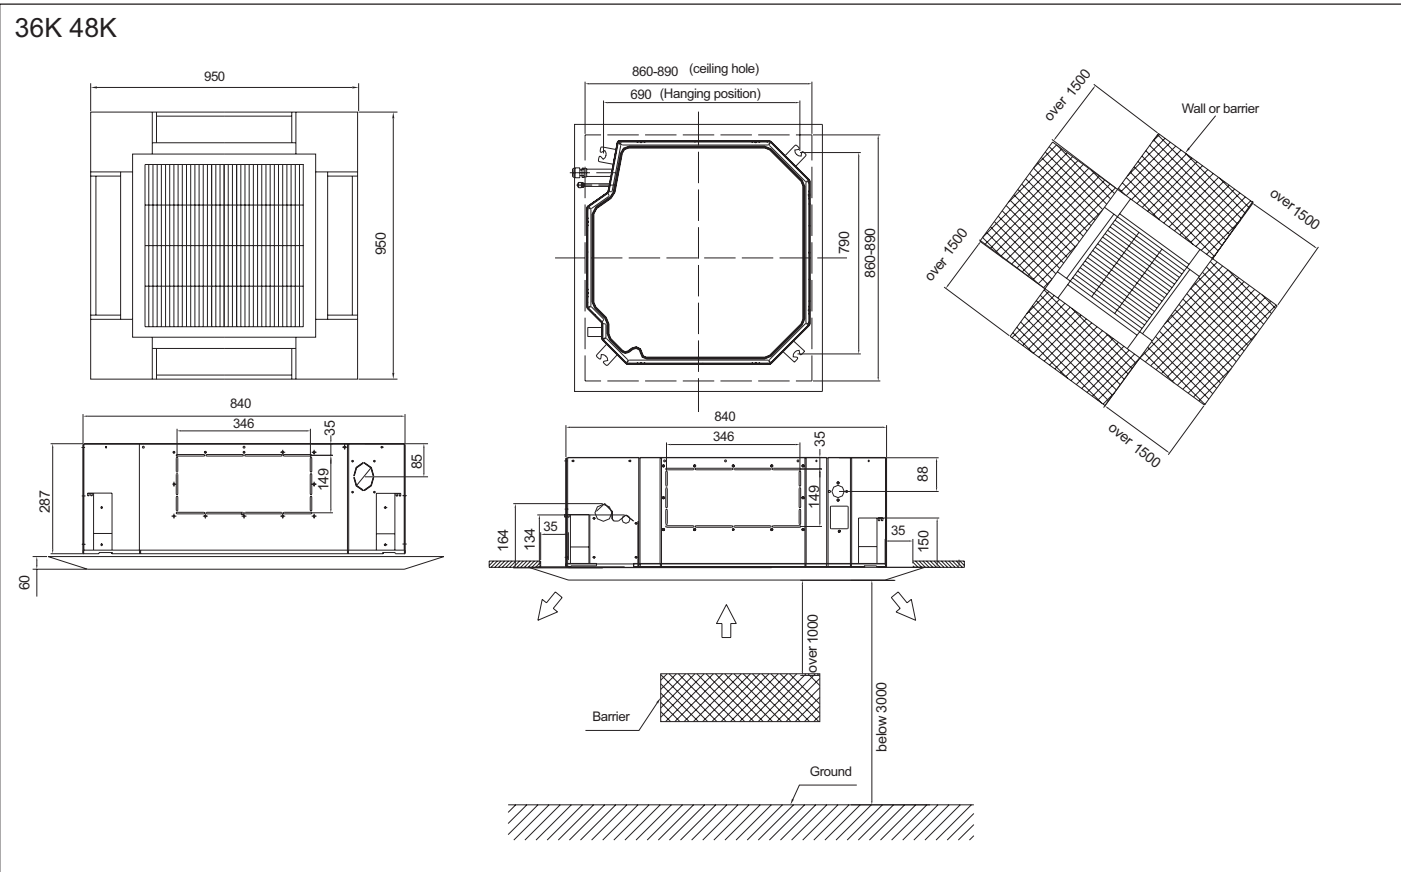 36K 48K
950
950
860-890 (ceiling hole)
690 (Hanging position)
790
860-890
over 1500
Wall or barrier
over 1500
over 1500
over 1500
840
346
35
149
85
287
60
840
346
35
149
88
164
134
35
35
150
over 1000
Barrier
below 3000
Ground